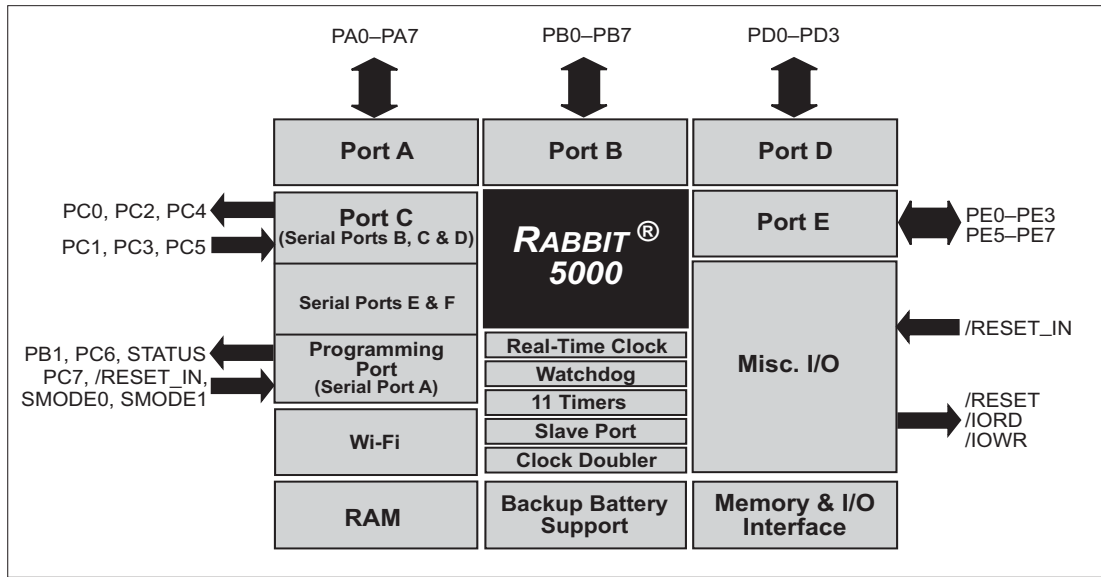 PA0–PA7
PB0–PB7
PD0–PD3
Port A
Port B
Port D
PC0, PC2, PC4
PC1, PC3, PC5
Port C
(Serial Ports B, C & D)
RABBIT ®
5000
Port E
PE0–PE3
PE5–PE7
Serial Ports E & F
/RESET_IN
PB1, PC6, STATUS
PC7, /RESET_IN,
SMODE0, SMODE1
Programming
Port
(Serial Port A)
Real-Time Clock
Watchdog
11 Timers
Slave Port
Clock Doubler
Misc. I/O
/RESET
/IORD
/IOWR
Wi-Fi
RAM
Backup Battery
Support
Memory & I/O
Interface